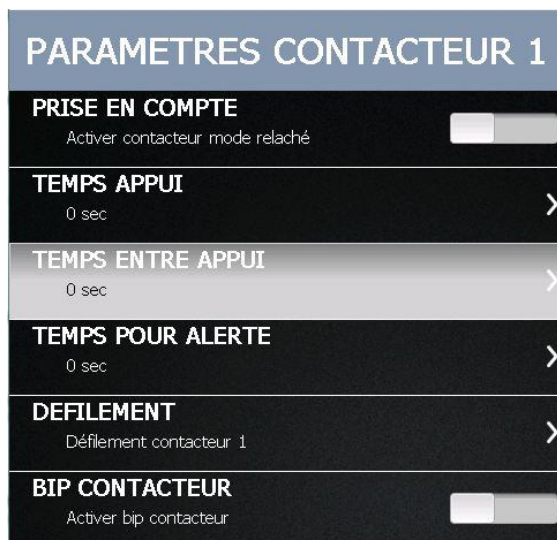 PARAMETRES CONTACTEUR 1
PRISE EN COMPTE
Activer contacteur mode relaché
TEMPS APPUI
0 sec
TEMPS ENTRE APPUI
0 sec
TEMPS POUR ALERTE
0 sec
DEFILEMENT
Défilement contacteur 1
BIP CONTACTEUR
Activer bip contacteur